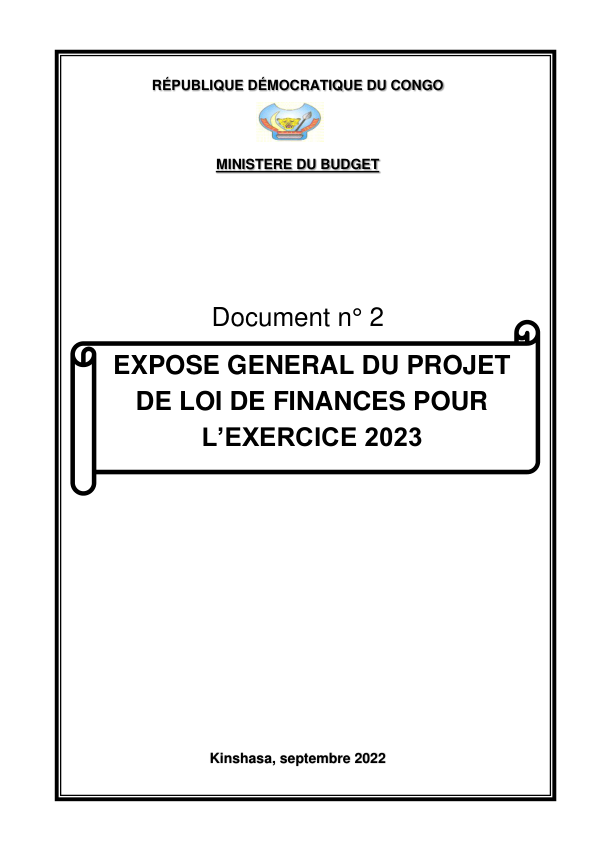 RÉPUBLIQUE DÉMOCRATIQUE DU CONGO
MINISTERE DU BUDGET
Document n° 2
EXPOSE GENERAL DU PROJET
DE LOI DE FINANCES POUR
L’EXERCICE 2023
Kinshasa, septembre 2022